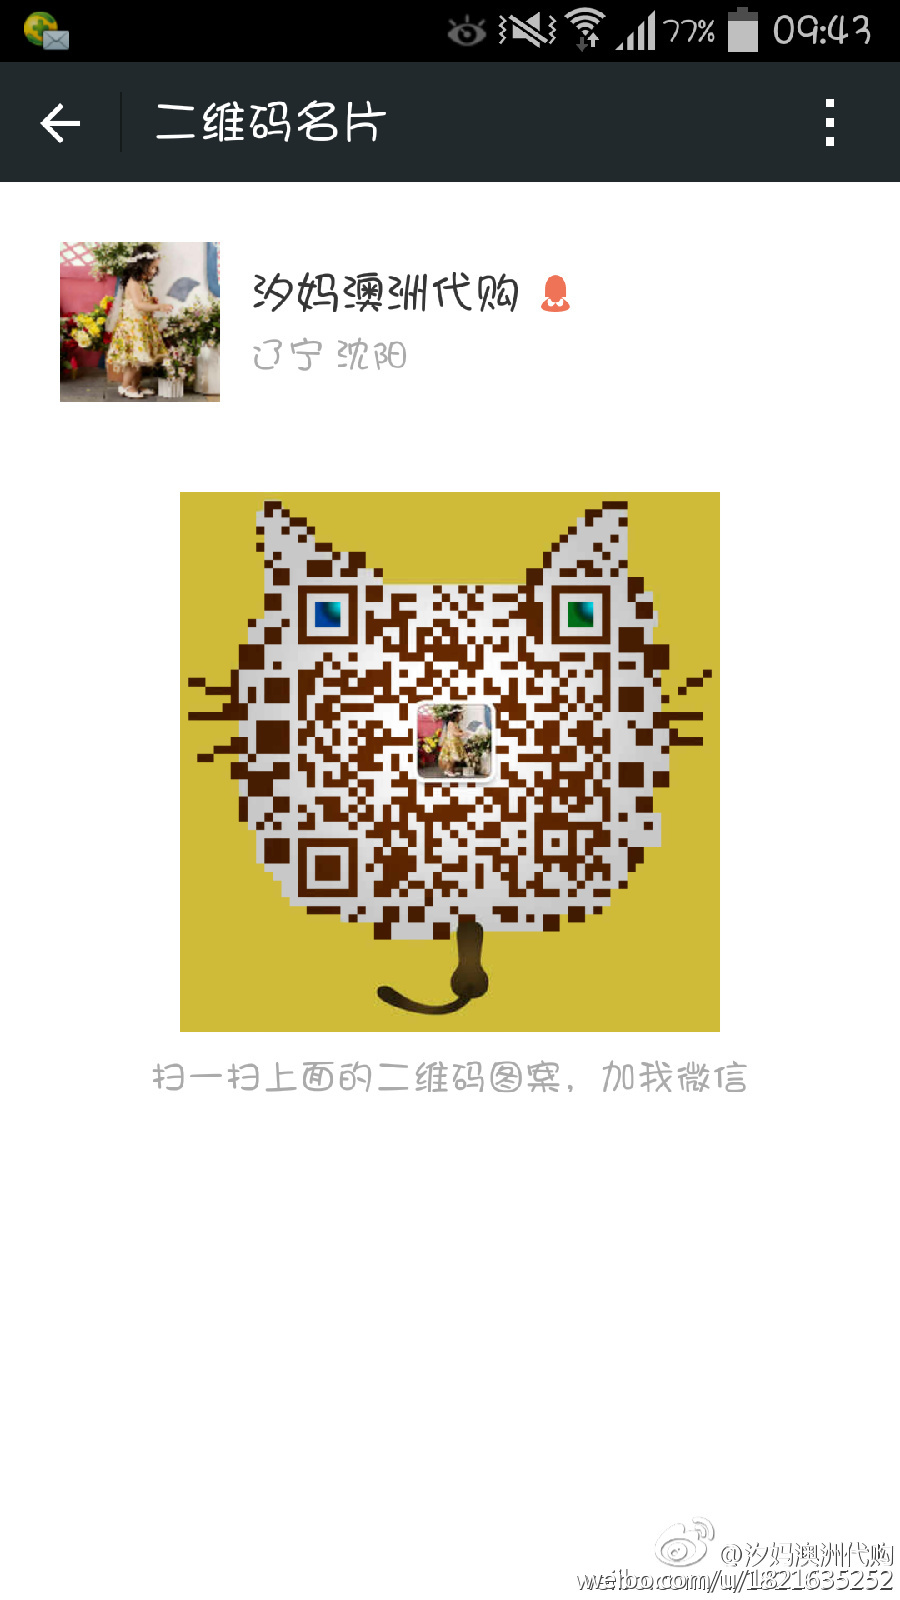 77% 09:43
二维码名片
汐妈澳洲代购
辽宁 沈阳
扫一扫上面的二维码图案，加我微信
@汐妈澳洲代购
weibo.com/u/1821635252